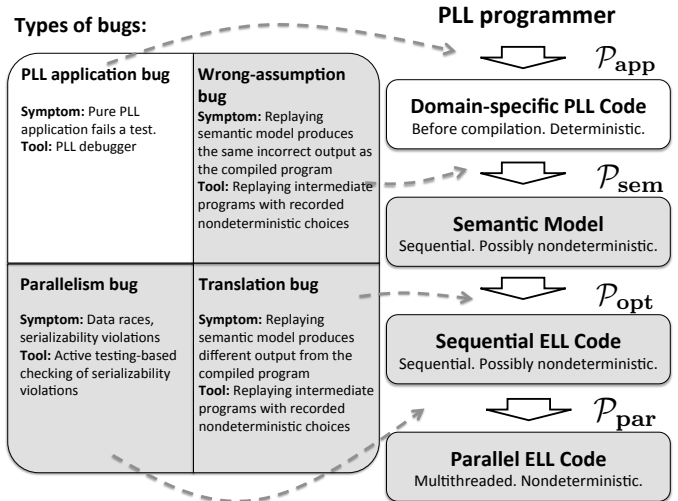 Types of bugs:
PLL application bug
Symptom: Pure PLL
application fails a test.
Tool: PLL debugger
Wrong-assumption
bug
Symptom: Replaying
semantic model produces
the same incorrect output as
the compiled program
Tool: Replaying intermediate
programs with recorded
nondeterministic choices
Parallelism bug
Symptom: Data races,
serializability violations
Tool: Active testing-based
checking of serializability
violations
Translation bug
Symptom: Replaying
semantic model produces
different output from the
compiled program
Tool: Replaying intermediate
programs with recorded
nondeterministic choices
PLL programmer
𝒫app
Domain-specific PLL Code
Before compilation. Deterministic.
𝒫sem
Semantic Model
Sequential. Possibly nondeterministic.
𝒫opt
Sequential ELL Code
Sequential. Possibly nondeterministic.
𝒫par
Parallel ELL Code
Multithreaded. Nondeterministic.